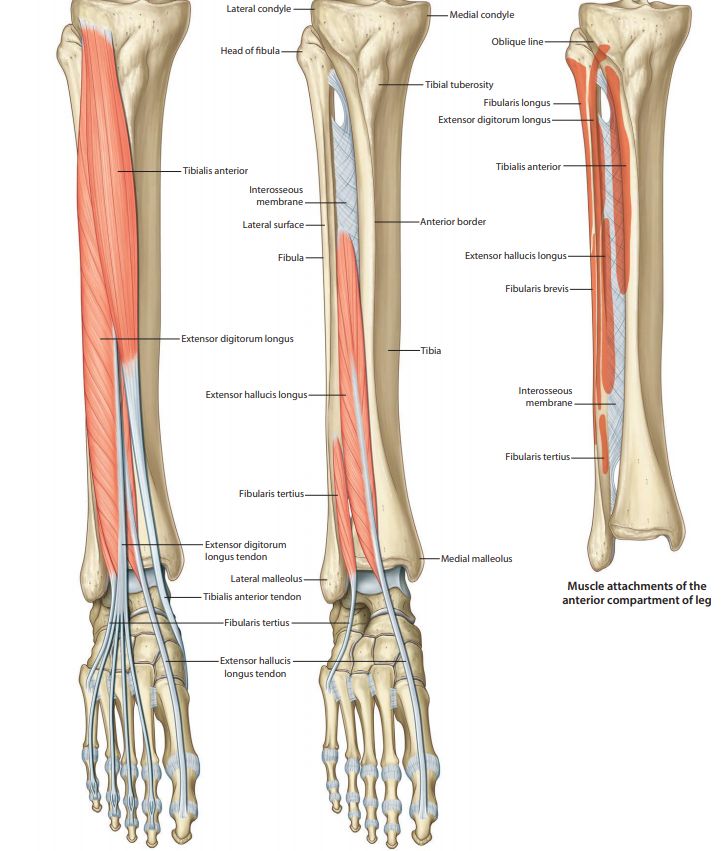 Lateral condyle
Medial condyle
Head of fibula
Tibial tuberosity
Tibialis anterior
Interosseous
membrane
Lateral surface
Anterior border
Fibula
Extensor digitorum longus
Tibia
Extensor hallucis longus
Fibularis tertius
Extensor digitorum
longus tendon
Medial malleolus
Lateral malleolus
Tibialis anterior tendon
Fibularis tertius
Extensor hallucis
longus tendon
Oblique line
Fibularis longus
Extensor digitorum longus
Tibialis anterior
Extensor hallucis longus
Fibularis brevis
Interosseous
membrane
Fibularis tertius
Muscle attachments of the
anterior compartment of leg